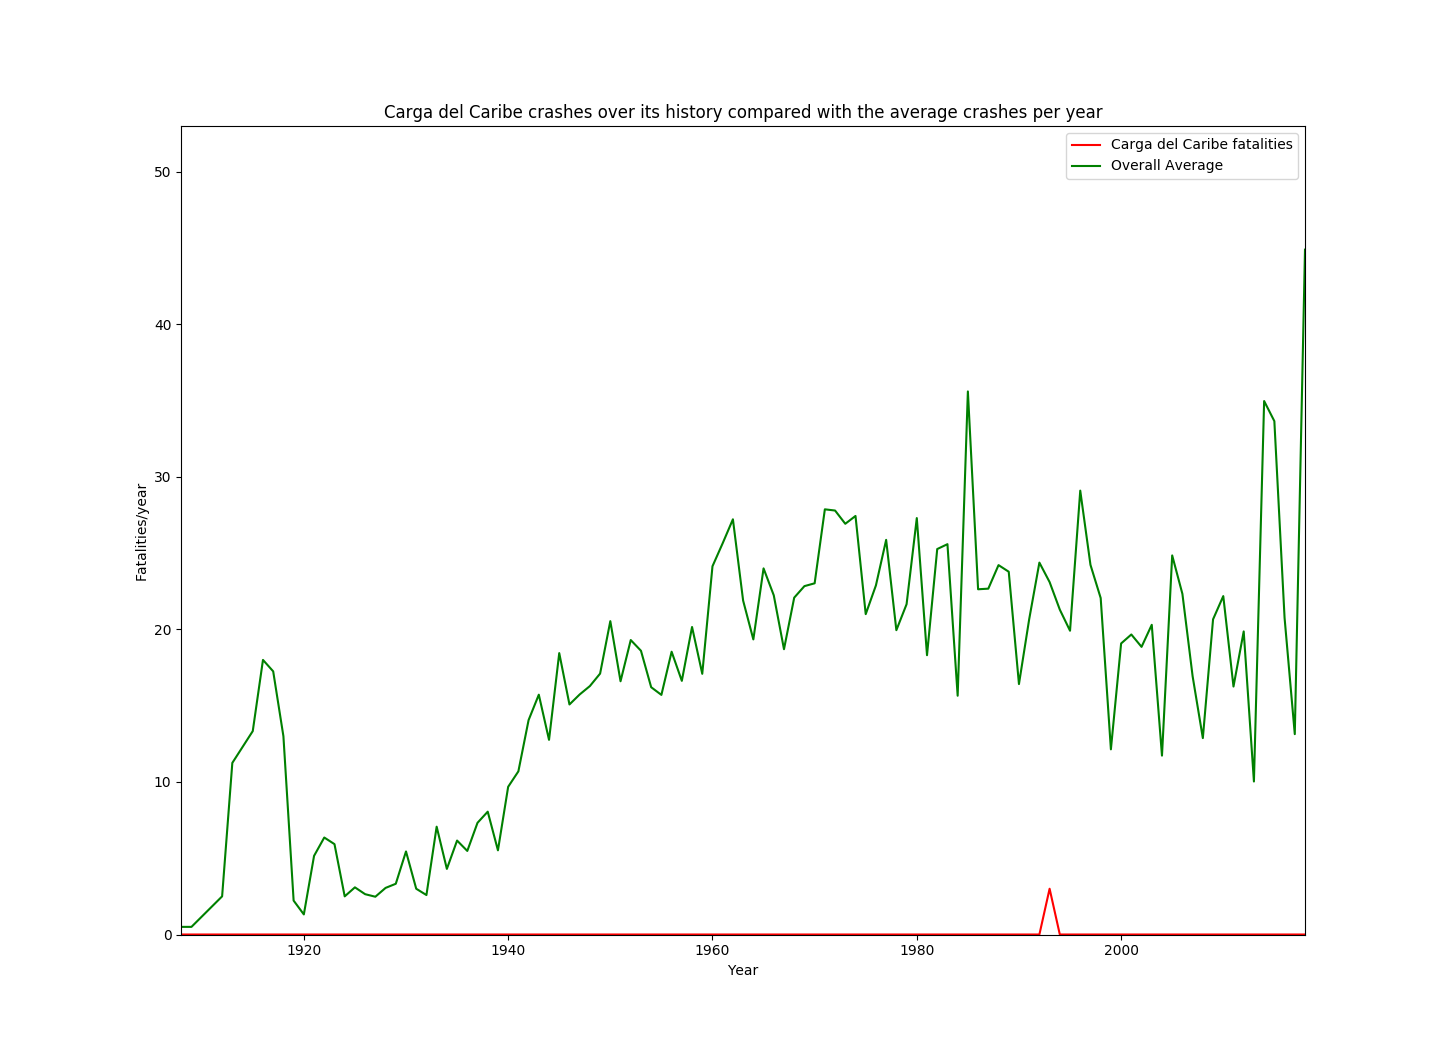 Carga del Caribe crashes over its history compared with the average crashes per year
Carga del Caribe fatalities
Overall Average
50
40
30
20
10
0
Fatalities/year
1920 1940 1960 1980 2000
Year